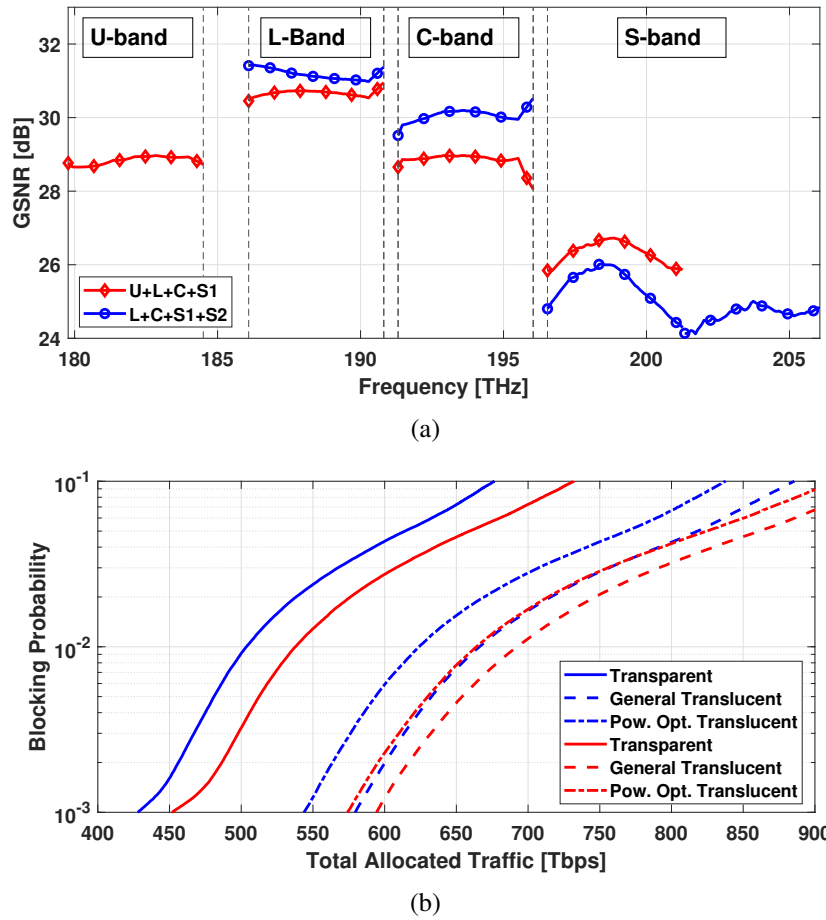 U-band L-Band C-band S-band
32
30
28
26
24
GSNR [dB]
U+L+C+S1
L+C+S1+S2
180 185 190 195 200 205
Frequency [THz]
(a)
10-1
10-2
10-3
Blocking Probability
Transparent
General Translucent
Pow. Opt. Translucent
Transparent
General Translucent
Pow. Opt. Translucent
400 450 500 550 600 650 700 750 800 850 900
Total Allocated Traffic [Tbps]
(b)